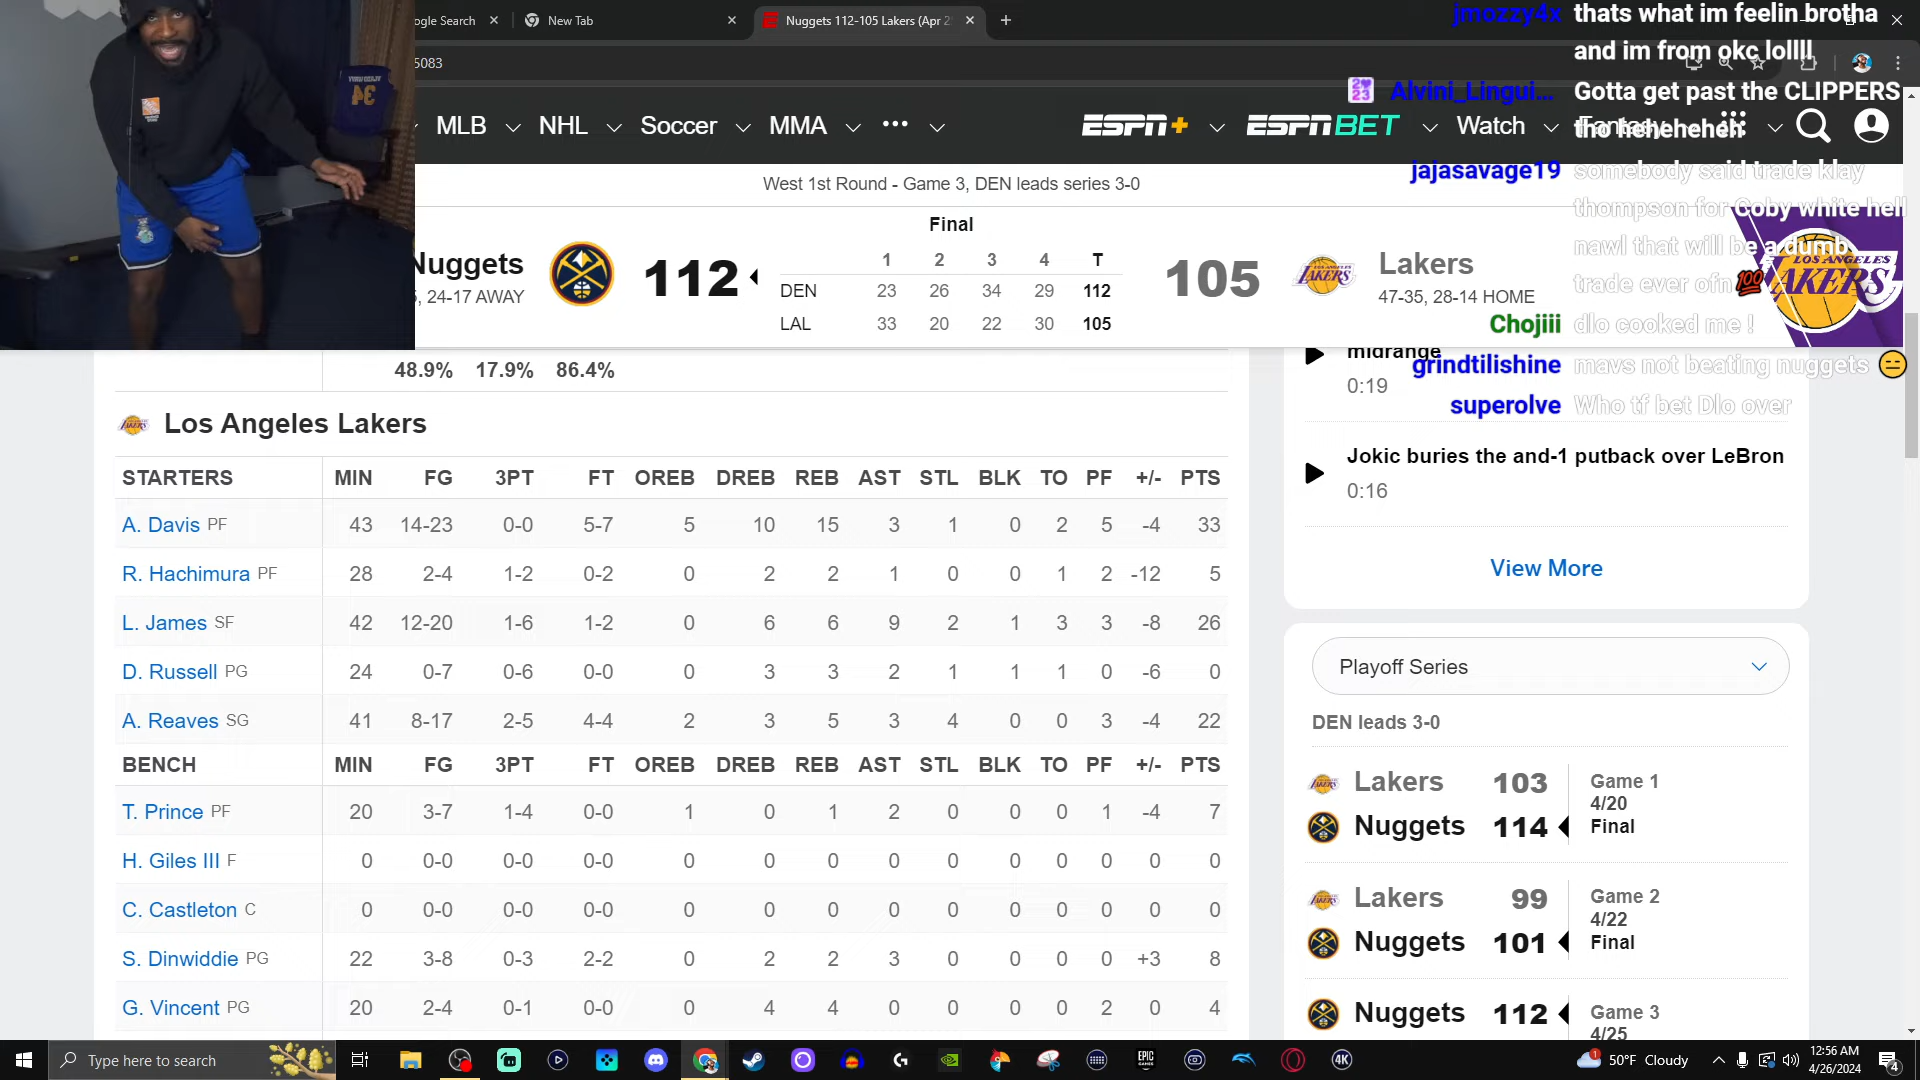 ogle Search
New Tab
Nuggets 112-105 Lakers (Apr 2
5083
jmozzy4x thats what im feelin brotha
and im from okc lollll
Alvini_Lingui... Gotta get past the CLIPPERS
tho heheheheh
jajasavage19 somebody said trade klay
thompson for Coby white hell
nawl that will be a dumb
trade ever ofn 💯
Chojiii dlo cooked me !
grindtilishine mavs not beating nuggets 😑
superolve Who tf bet Dlo over
MLB NHL Soccer MMA ••• ESPN+ ESPN BET Watch Fantasy
West 1st Round - Game 3, DEN leads series 3-0
Final
Nuggets
24-17 AWAY
112
1 2 3 4 T
DEN 23 26 34 29 112
LAL 33 20 22 30 105
105
LAKERS
Lakers
47-35, 28-14 HOME
LOS ANGELES
LAKERS
34
48.9% 17.9% 86.4%
LAKERS
Los Angeles Lakers
STARTERS MIN FG 3PT FT OREB DREB REB AST STL BLK TO PF +/- PTS
A. Davis PF 43 14-23 0-0 5-7 5 10 15 3 1 0 2 5 -4 33
R. Hachimura PF 28 2-4 1-2 0-2 0 2 2 1 0 0 1 2 -12 5
L. James SF 42 12-20 1-6 1-2 0 6 6 9 2 1 3 3 -8 26
D. Russell PG 24 0-7 0-6 0-0 0 3 3 2 1 1 1 0 -6 0
A. Reaves SG 41 8-17 2-5 4-4 2 3 5 3 4 0 0 3 -4 22
BENCH MIN FG 3PT FT OREB DREB REB AST STL BLK TO PF +/- PTS
T. Prince PF 20 3-7 1-4 0-0 1 0 1 2 0 0 0 1 -4 7
H. Giles III F 0 0-0 0-0 0-0 0 0 0 0 0 0 0 0 0 0
C. Castleton C 0 0-0 0-0 0-0 0 0 0 0 0 0 0 0 0 0
S. Dinwiddie PG 22 3-8 0-3 2-2 0 2 2 3 0 0 0 0 +3 8
G. Vincent PG 20 2-4 0-1 0-0 0 4 4 0 0 0 0 2 0 4
midrange
0:19
Jokic buries the and-1 putback over LeBron
0:16
View More
Playoff Series
DEN leads 3-0
Lakers 103
Nuggets 114
Game 1
4/20
Final
Lakers 99
Nuggets 101
Game 2
4/22
Final
Nuggets 112
Game 3
4/25
Type here to search
EPIC
GAMES
4K
1
50°F Cloudy
12:56 AM
4/26/2024
4